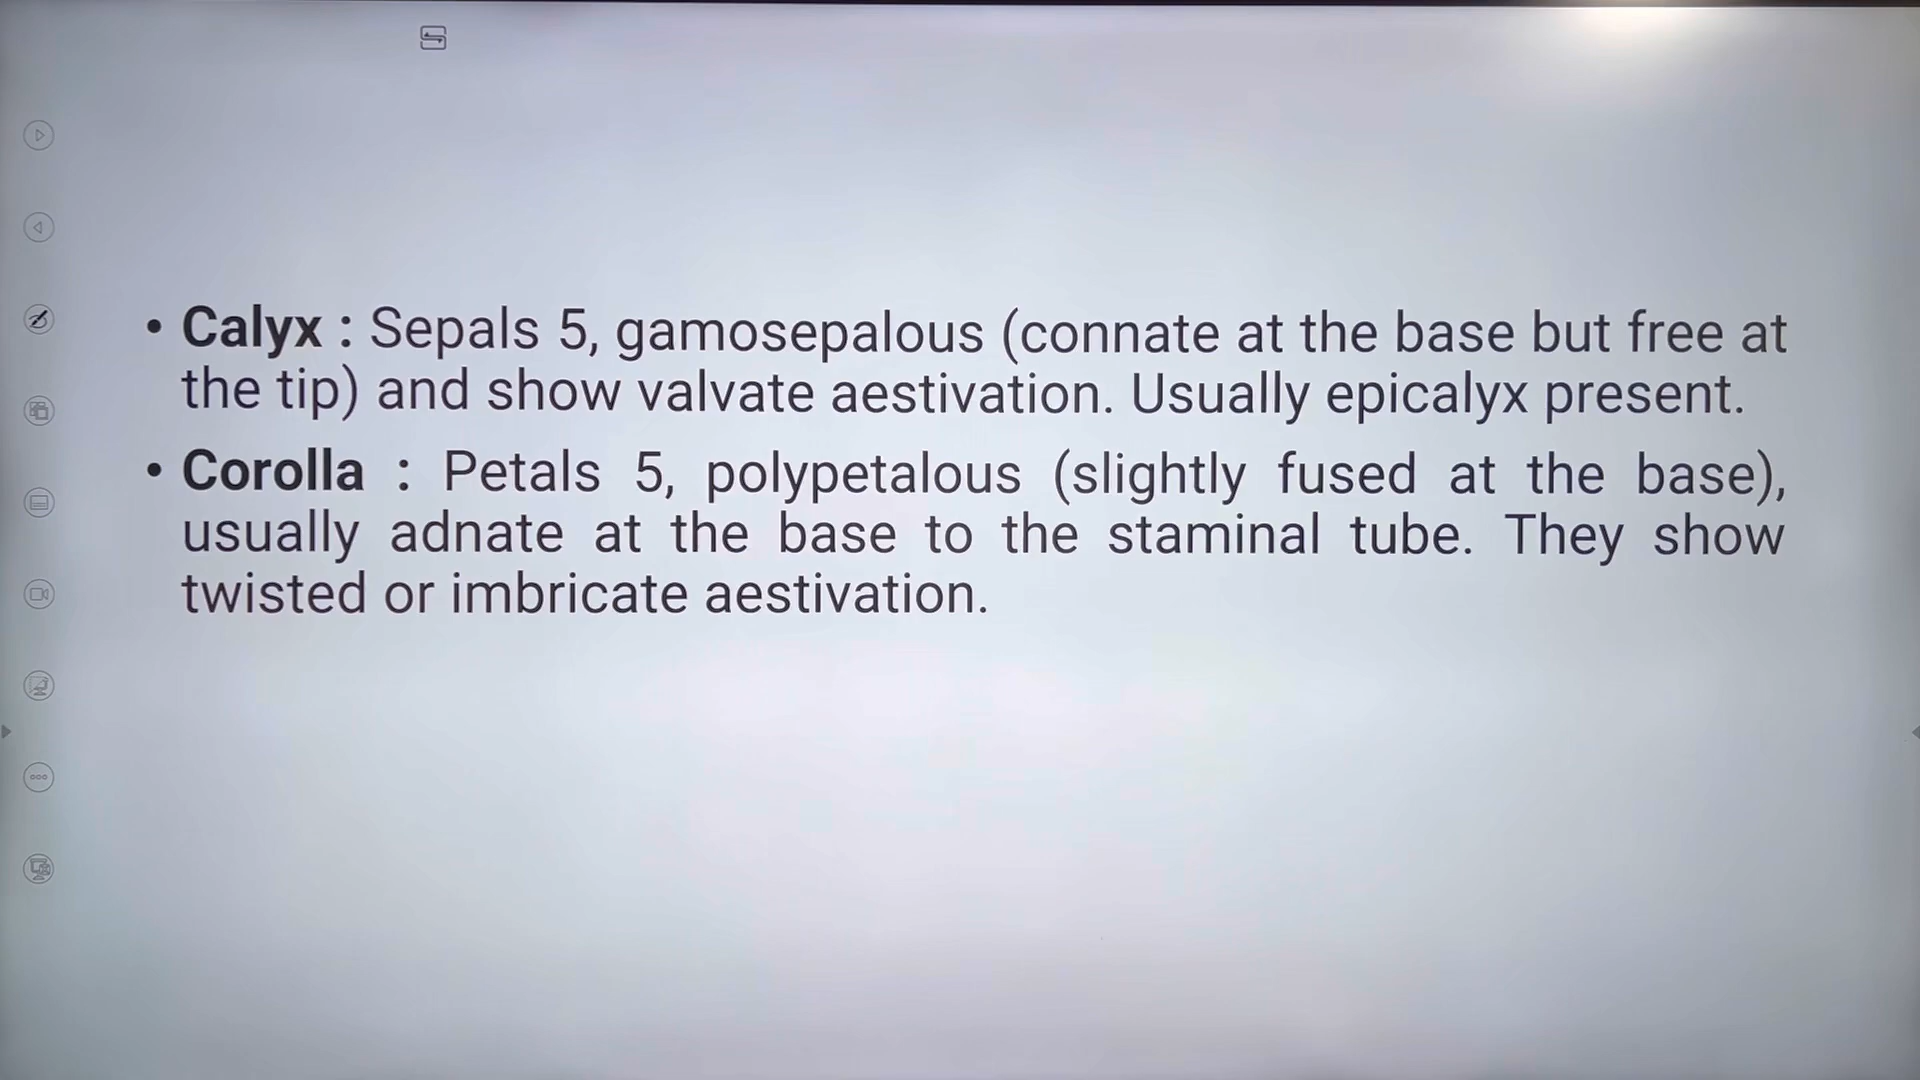 • Calyx : Sepals 5, gamosepalous (connate at the base but free at
the tip) and show valvate aestivation. Usually epicalyx present.
• Corolla : Petals 5, polypetalous (slightly fused at the base),
usually adnate at the base to the staminal tube. They show
twisted or imbricate aestivation.